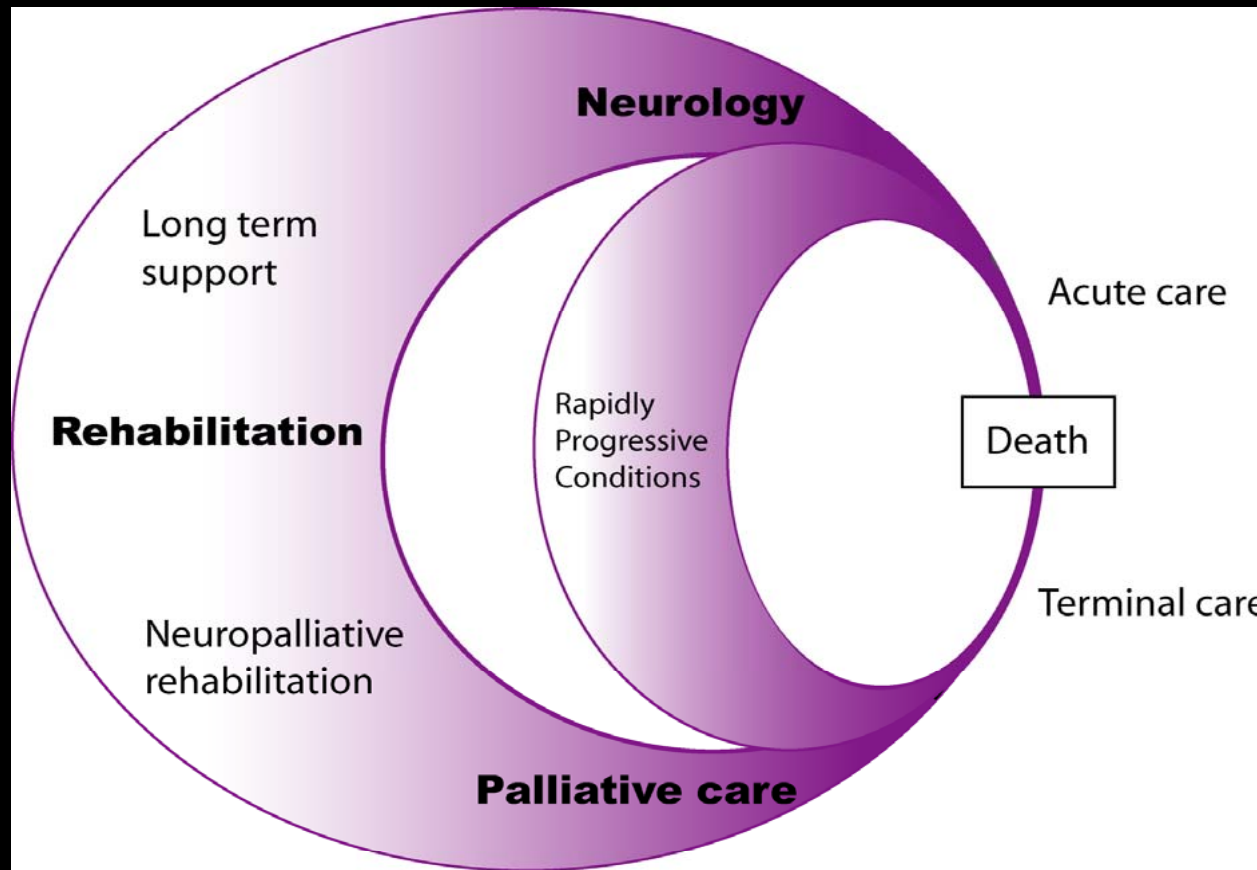 Neurology
Long term
support
Acute care
Rapidly
Progressive
Conditions
Rehabilitation
Death
Terminal care
Neuropalliative
rehabilitation
Palliative care